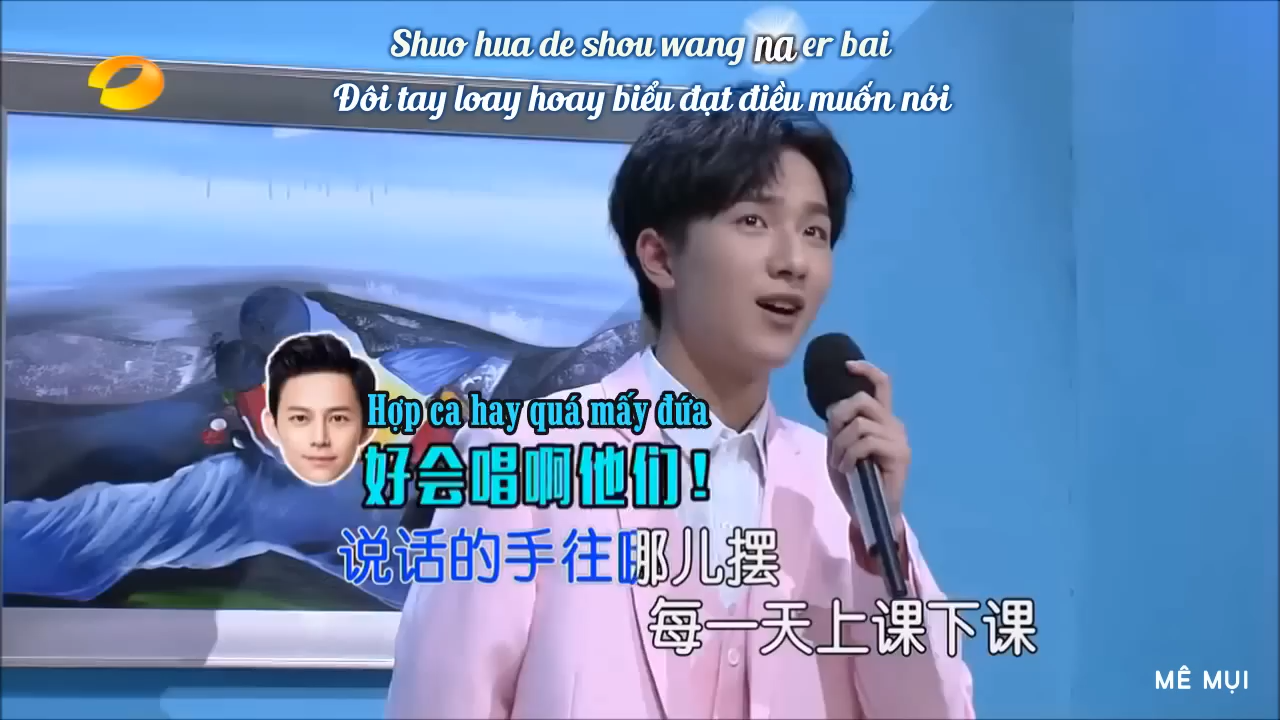 Shuo hua de shou wang na er bai
Đôi tay loay hoay biểu đạt điều muốn nói
Hợp ca hay quá mấy đứa
好会唱啊他们!
说话的手往哪儿摆
每一天上课下课
MÊ MỤI